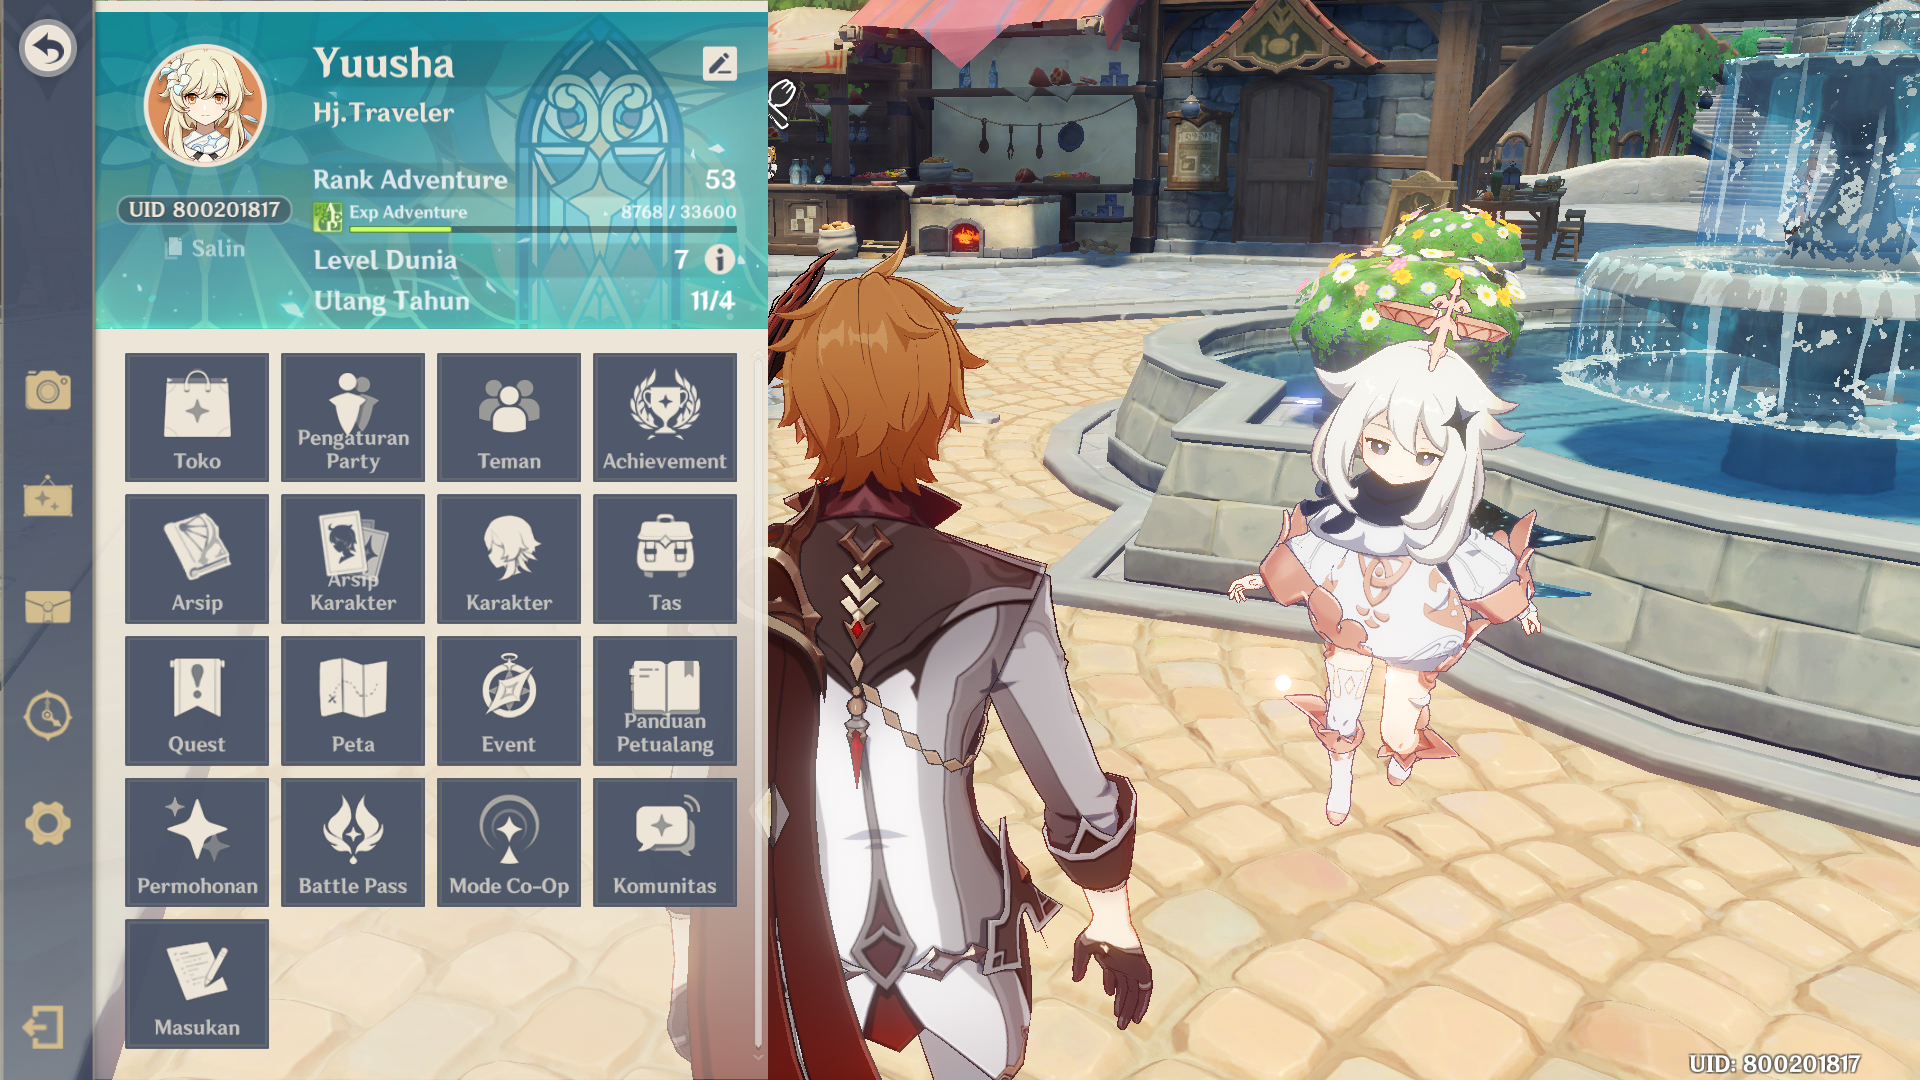 Yuusha
Hj.Traveler
UID 800201817
Salin
Rank Adventure 53
Exp Adventure 8768 / 33600
Level Dunia 7
Ulang Tahun 11/4
Toko
Pengaturan
Party
Teman
Achievement
Arsip
Arsip
Karakter
Karakter
Tas
Quest
Peta
Event
Panduan
Petualang
Permohonan
Battle Pass
Mode Co-Op
Komunitas
Masukan
UID: 800201817